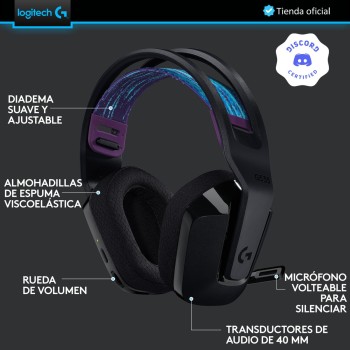 logitech G
Tienda oficial
DISCORD
CERTIFIED
DIADEMA
SUAVE Y
AJUSTABLE
ALMOHADILLAS
DE ESPUMA
VISCOELÁSTICA
RUEDA
DE VOLUMEN
MICRÓFONO
VOLTEABLE
PARA
SILENCIAR
TRANSDUCTORES DE
AUDIO DE 40 MM